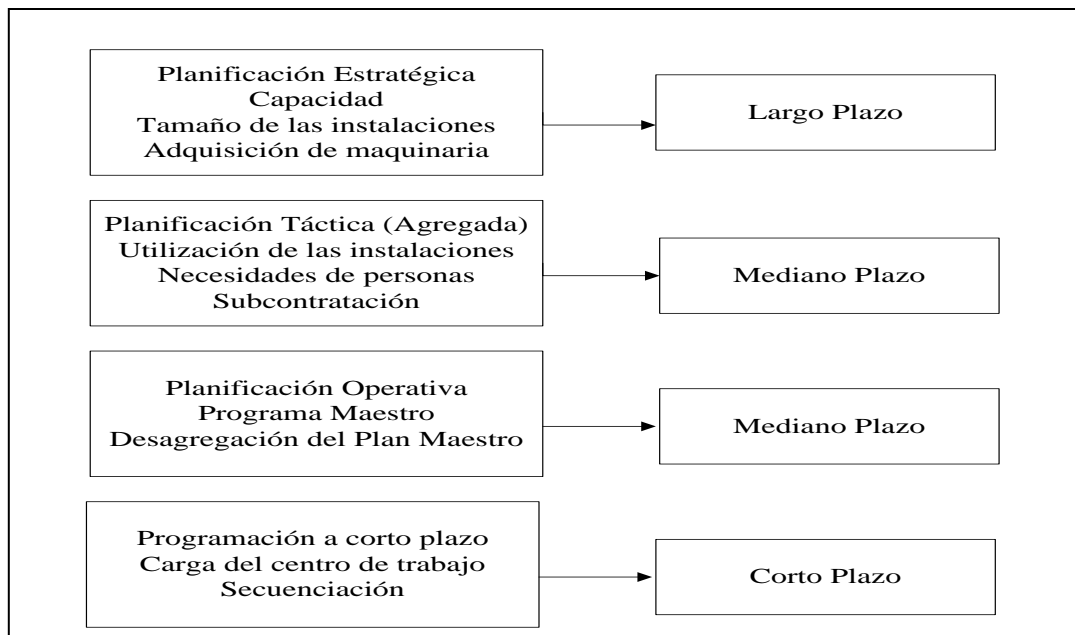 Planificación Estratégica
Capacidad
Tamaño de las instalaciones
Adquisición de maquinaria
Largo Plazo
Planificación Táctica (Agregada)
Utilización de las instalaciones
Necesidades de personas
Subcontratación
Mediano Plazo
Planificación Operativa
Programa Maestro
Desagregación del Plan Maestro
Mediano Plazo
Programación a corto plazo
Carga del centro de trabajo
Secuenciación
Corto Plazo